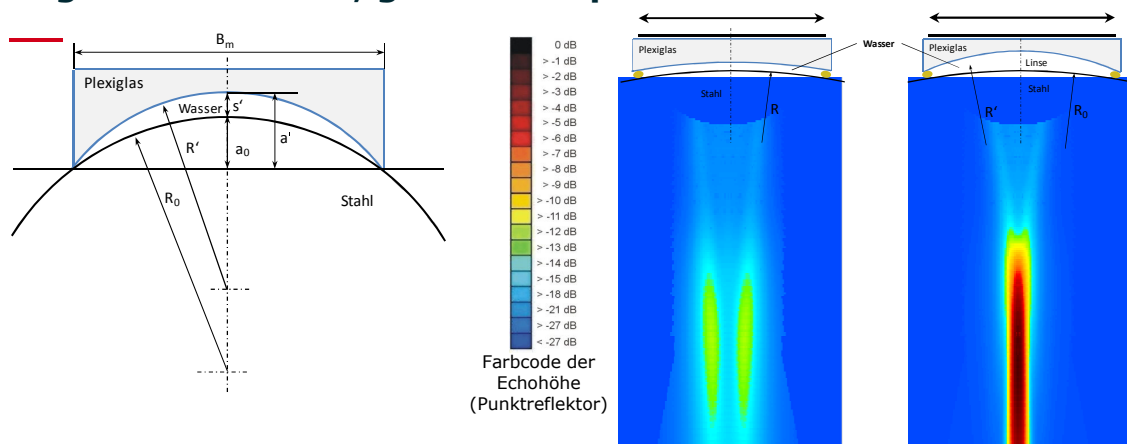 Bm
Plexiglas
Wasser
s'
a'
a0
R'
R0
Stahl
0 dB
> -1 dB
> -2 dB
> -3 dB
> -4 dB
> -5 dB
> -6 dB
> -7 dB
> -8 dB
> -9 dB
> -10 dB
> -11 dB
> -12 dB
> -13 dB
> -14 dB
> -15 dB
> -18 dB
> -21 dB
> -27 dB
< -27 dB
Farbcode der
Echohöhe
(Punktreflektor)
Plexiglas
Wasser
Stahl
R
Plexiglas
Linse
Stahl
R'
R0